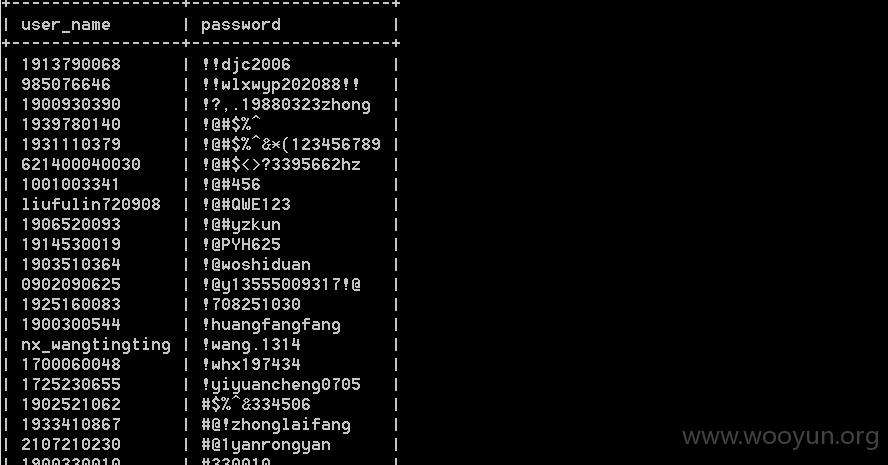 +-----------------+--------------------+
| user_name       | password           |
+-----------------+--------------------+
| 1913790068      | !!djc2006          |
| 985076646       | !!wlxwyp202088!!   |
| 1900930390      | !?,.19880323zhong  |
| 1939780140      | !@#$%^             |
| 1931110379      | !@#$%^&*(123456789 |
| 621400040030    | !@#$<>?3395662hz   |
| 1001003341      | !@#456             |
| liufulin720908  | !@#QWE123          |
| 1906520093      | !@#yzkun           |
| 1914530019      | !@PYH625           |
| 1903510364      | !@woshiduan        |
| 0902090625      | !@y13555009317!@   |
| 1925160083      | !708251030         |
| 1900300544      | !huangfangfang     |
| nx_wangtingting | !wang.1314         |
| 1700060048      | !whx197434         |
| 1725230655      | !yiyuancheng0705   |
| 1902521062      | #$%^&334506        |
| 1933410867      | #@!zhonglaifang    |
| 2107210230      | #@1yanrongyan      |
| 1900330010      | #330010            |
www.wooyun.org